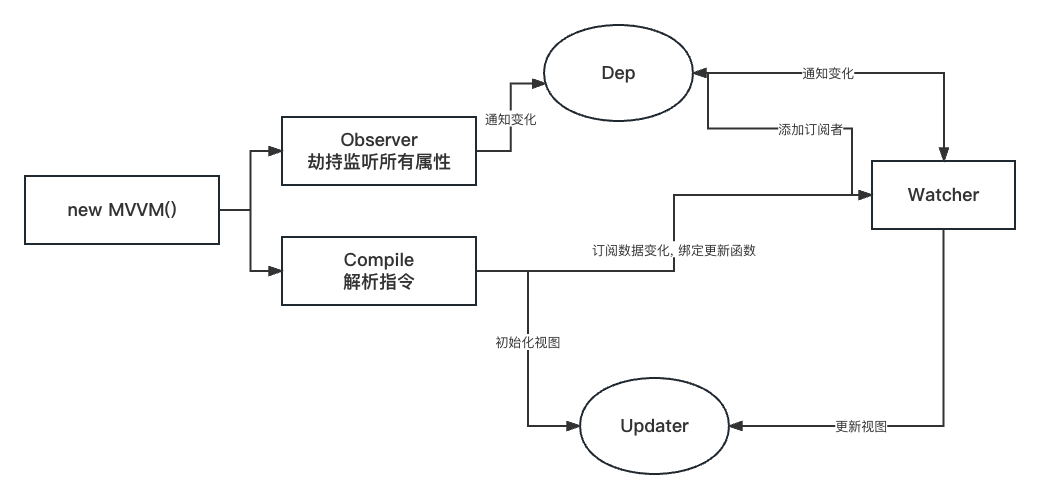 Dep
通知变化
通知变化
添加订阅者
Observer
劫持监听所有属性
new MVVM()
Watcher
Compile
解析指令
订阅数据变化, 绑定更新函数
初始化视图
Updater
更新视图